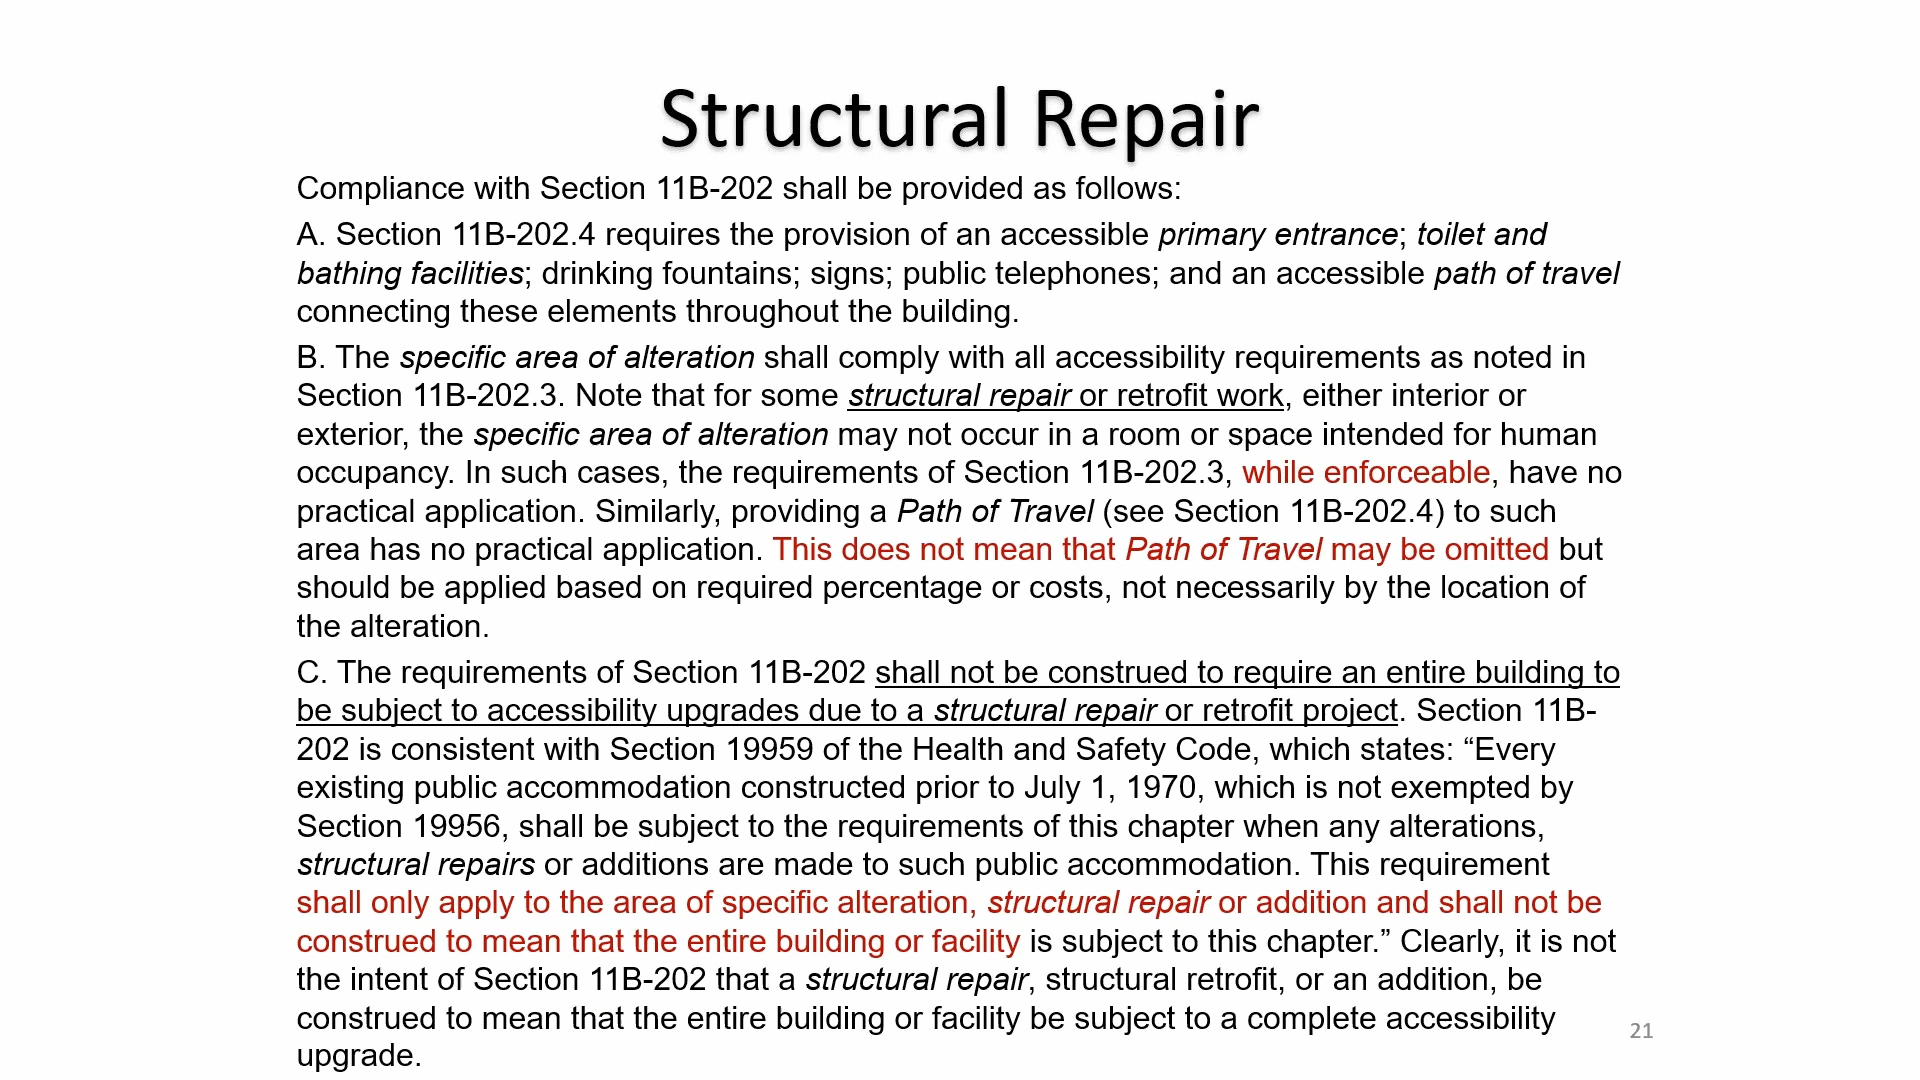 Structural Repair
Compliance with Section 11B-202 shall be provided as follows:
A. Section 11B-202.4 requires the provision of an accessible primary entrance; toilet and
bathing facilities; drinking fountains; signs; public telephones; and an accessible path of travel
connecting these elements throughout the building.
B. The specific area of alteration shall comply with all accessibility requirements as noted in
Section 11B-202.3. Note that for some structural repair or retrofit work, either interior or
exterior, the specific area of alteration may not occur in a room or space intended for human
occupancy. In such cases, the requirements of Section 11B-202.3, while enforceable, have no
practical application. Similarly, providing a Path of Travel (see Section 11B-202.4) to such
area has no practical application. This does not mean that Path of Travel may be omitted but
should be applied based on required percentage or costs, not necessarily by the location of
the alteration.
C. The requirements of Section 11B-202 shall not be construed to require an entire building to
be subject to accessibility upgrades due to a structural repair or retrofit project. Section 11B-
202 is consistent with Section 19959 of the Health and Safety Code, which states: “Every
existing public accommodation constructed prior to July 1, 1970, which is not exempted by
Section 19956, shall be subject to the requirements of this chapter when any alterations,
structural repairs or additions are made to such public accommodation. This requirement
shall only apply to the area of specific alteration, structural repair or addition and shall not be
construed to mean that the entire building or facility is subject to this chapter.” Clearly, it is not
the intent of Section 11B-202 that a structural repair, structural retrofit, or an addition, be
construed to mean that the entire building or facility be subject to a complete accessibility
upgrade.
21